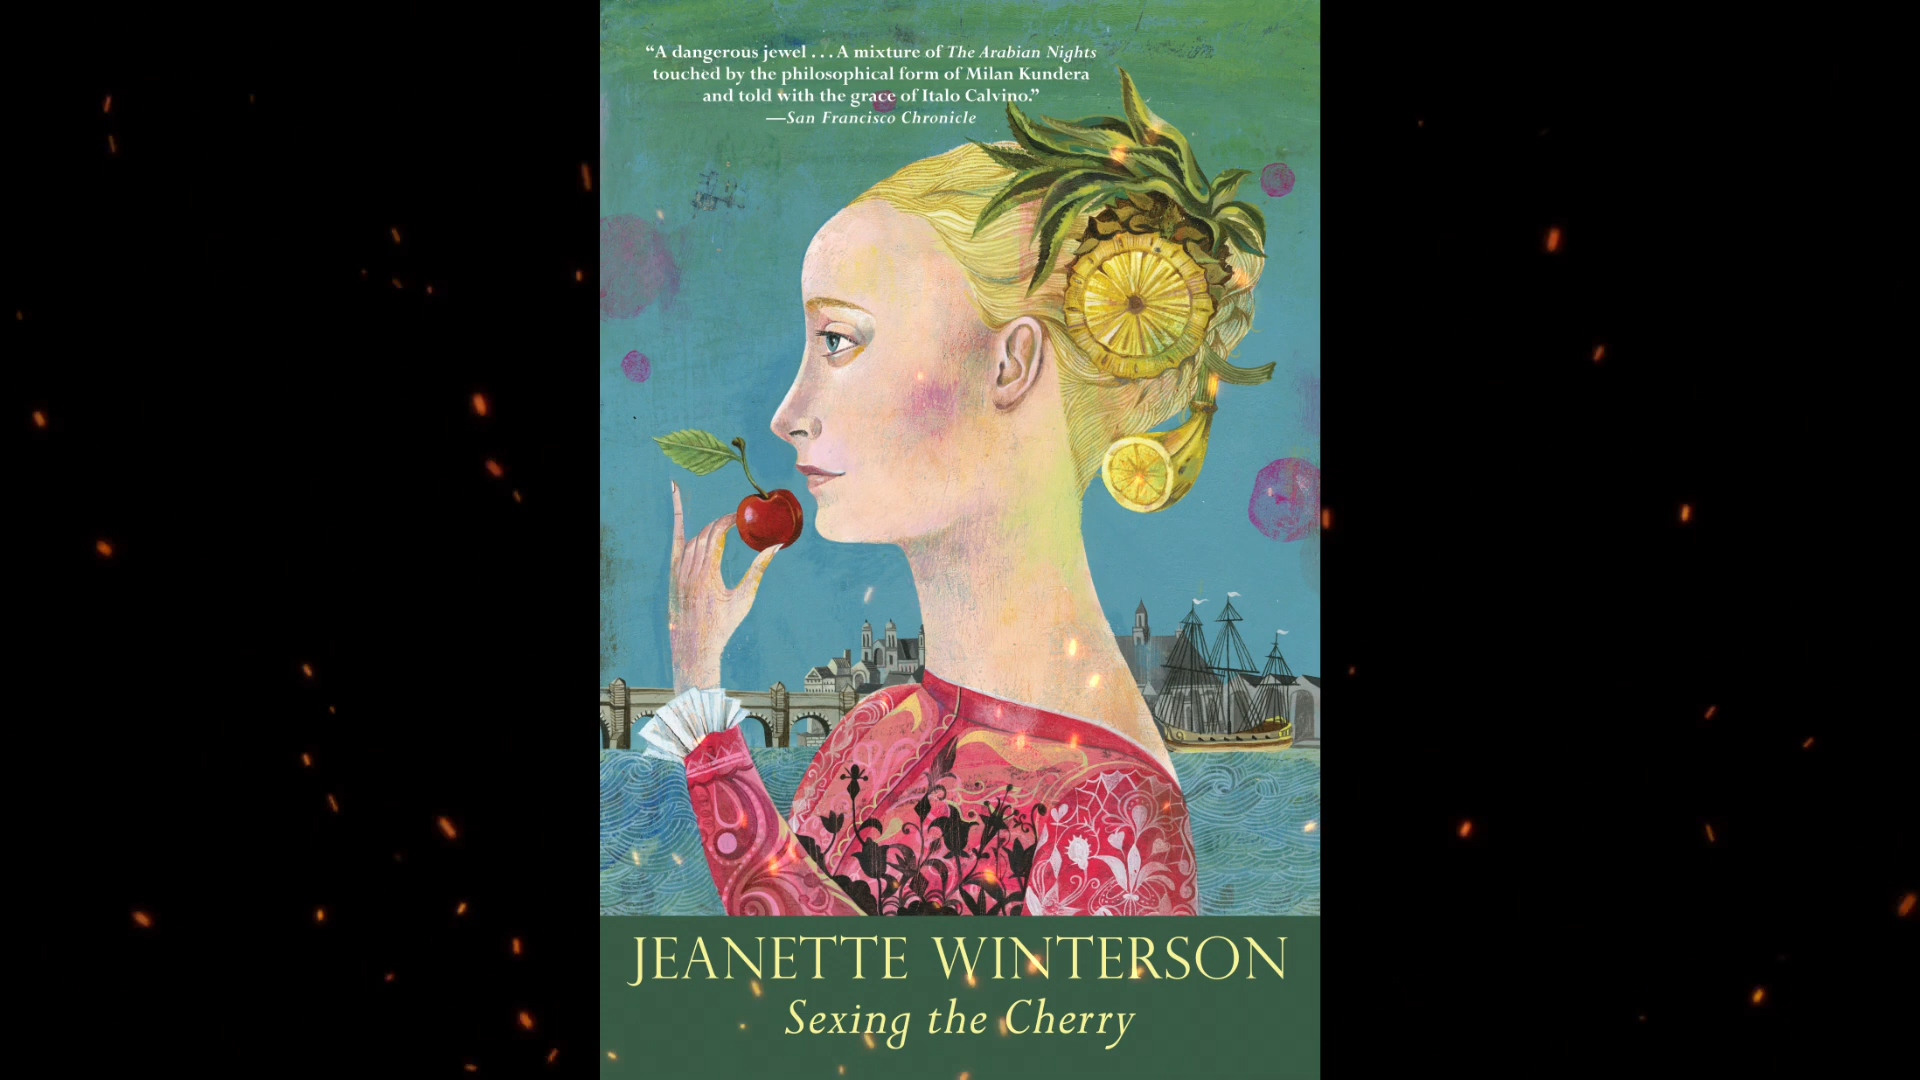 “A dangerous jewel . . . A mixture of The Arabian Nights
touched by the philosophical form of Milan Kundera
and told with the grace of Italo Calvino.”
—San Francisco Chronicle
JEANETTE WINTERSON
Sexing the Cherry